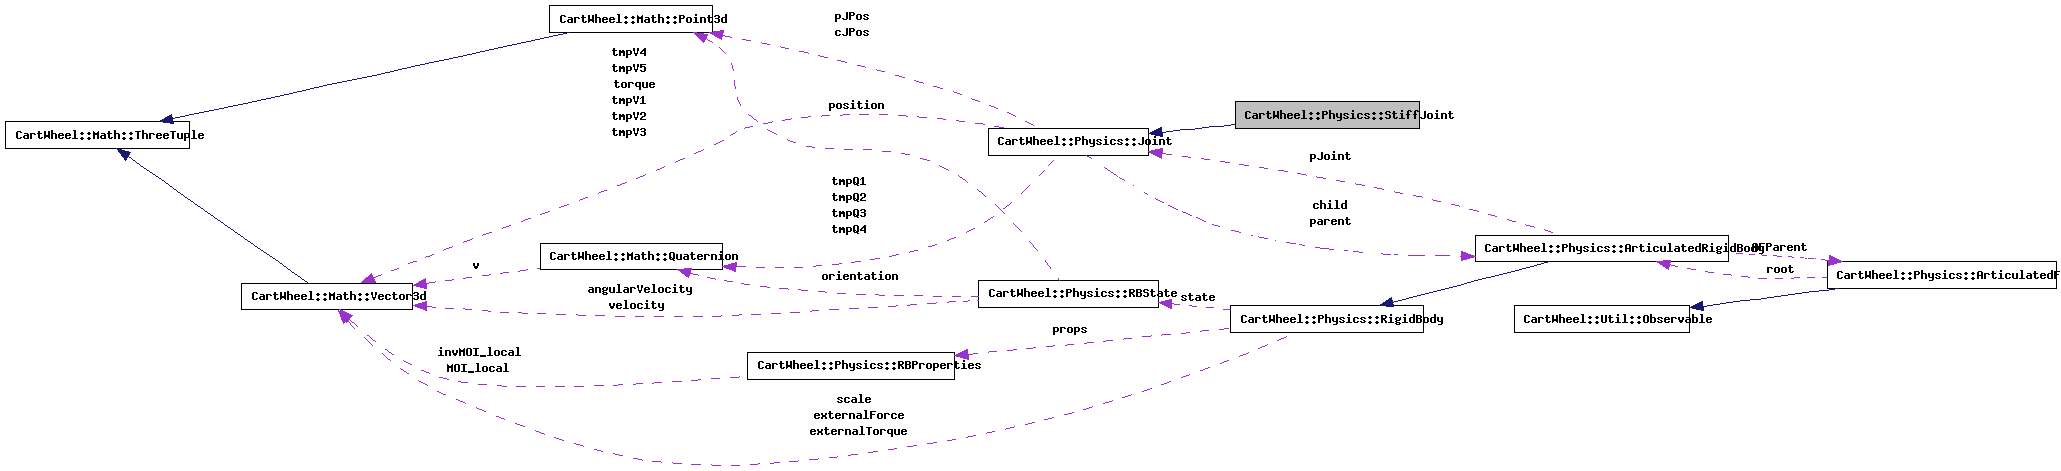 CartWheel::Math::Point3d
pJPos
cJPos
tmpV4
tmpV5
torque
tmpV1
tmpV2
tmpV3
position
CartWheel::Physics::StiffJoint
CartWheel::Math::ThreeTuple
CartWheel::Physics::Joint
pJoint
tmpQ1
tmpQ2
tmpQ3
tmpQ4
child
parent
CartWheel::Math::Quaternion
CartWheel::Physics::ArticulatedRigidBody
AFParent
v
orientation
root
CartWheel::Physics::ArticulatedF
CartWheel::Math::Vector3d
angularVelocity
velocity
CartWheel::Physics::RBState
state
CartWheel::Physics::RigidBody
CartWheel::Util::Observable
props
invMOI_local
MOI_local
CartWheel::Physics::RBProperties
scale
externalForce
externalTorque